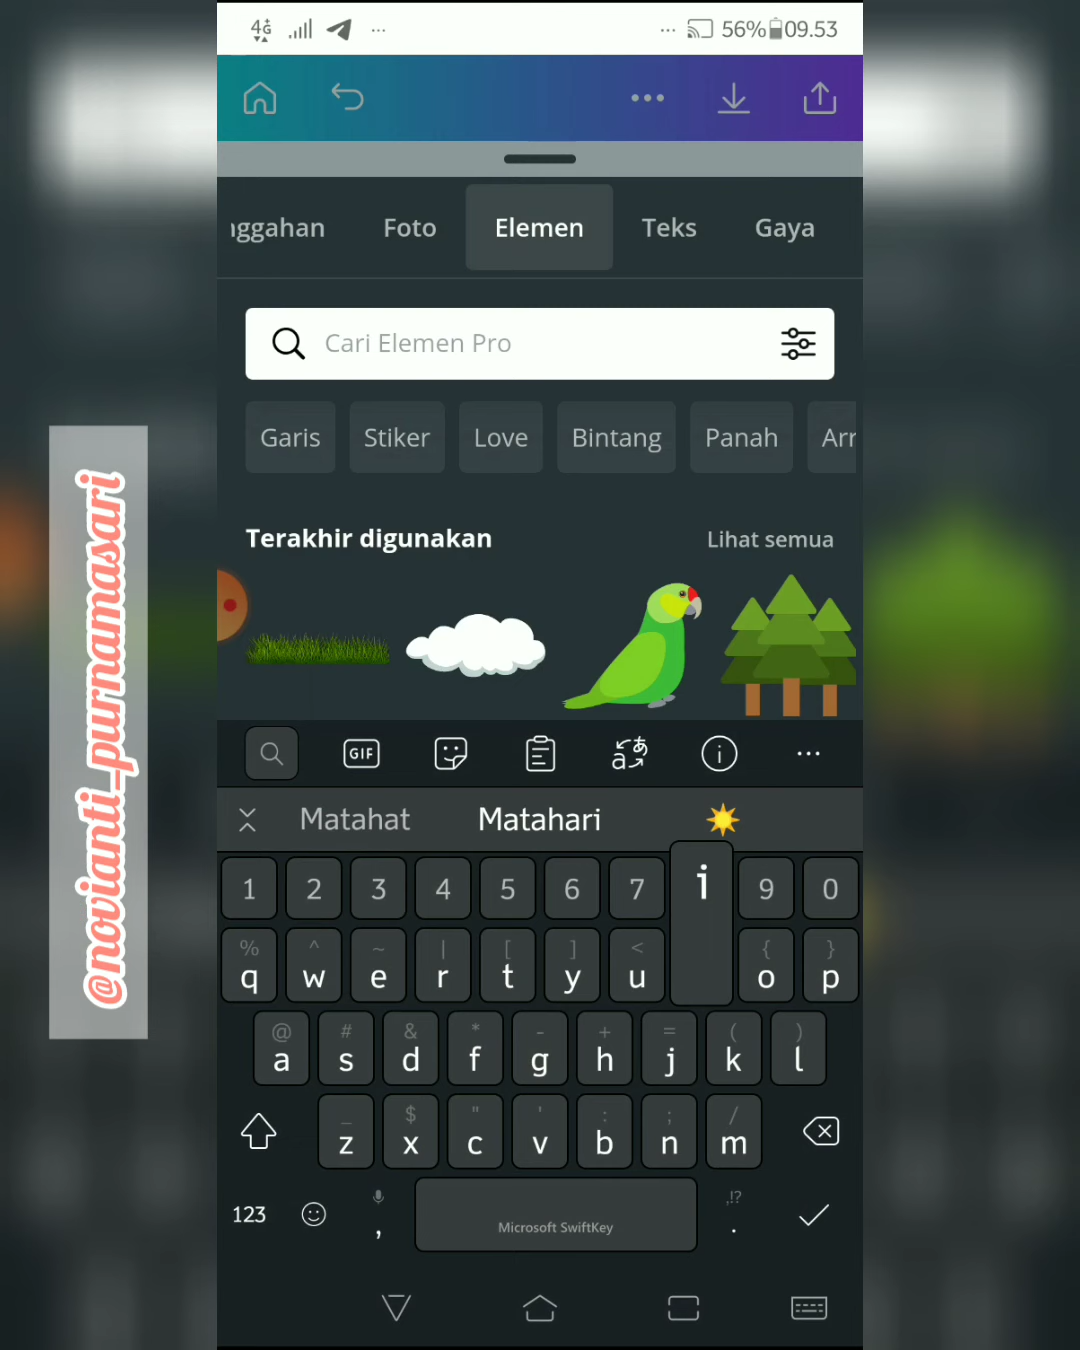 4G
56% 09.53
nggahan Foto Elemen Teks Gaya
Cari Elemen Pro
Garis Stiker Love Bintang Panah Arr
Terakhir digunakan Lihat semua
@novianti_purnamasari
GIF
Matahat Matahari
1 2 3 4 5 6 7 i 9 0
% ^ ~ | [ ] < { }
q w e r t y u o p
@ # & * - + = ( )
a s d f g h j k l
_ $ " ' : ; /
z x c v b n m
,!?
123 , Microsoft SwiftKey .